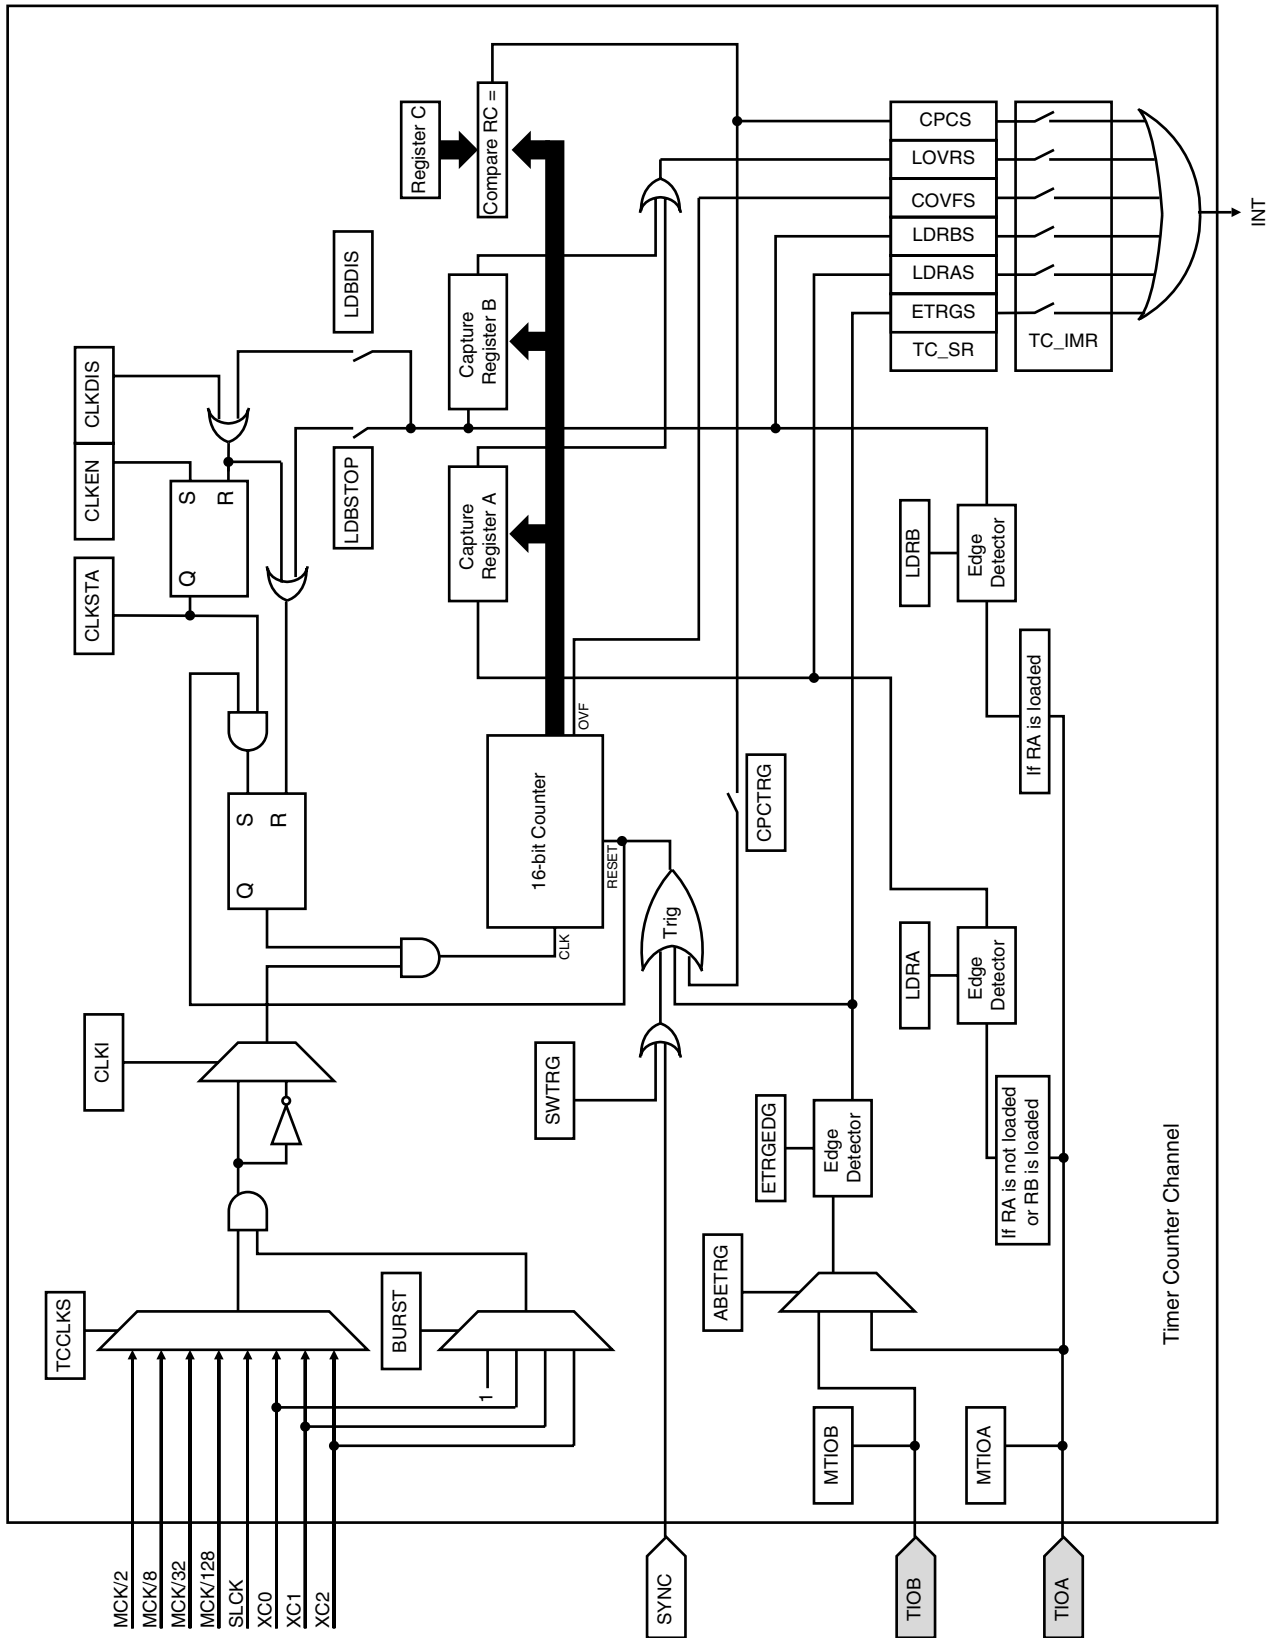 MCK/2
MCK/8
MCK/32
MCK/128
SLCK
XC0
XC1
XC2
TCCLKS
CLKI
CLKSTA
CLKEN
CLKDIS
Q
S
R
Q
S
R
LDBSTOP
LDBDIS
BURST
1
Register C
Capture
Register A
Capture
Register B
Compare RC =
16-bit Counter
CLK
OVF
RESET
SWTRG
Trig
CPCTRG
SYNC
ABETRG
ETRGEDG
Edge
Detector
MTIOB
TIOB
MTIOA
TIOA
LDRA
Edge
Detector
If RA is not loaded
or RB is loaded
LDRB
Edge
Detector
If RA is loaded
CPCS
LOVRS
COVFS
LDRBS
LDRAS
ETRGS
TC_SR
TC_IMR
INT
Timer Counter Channel